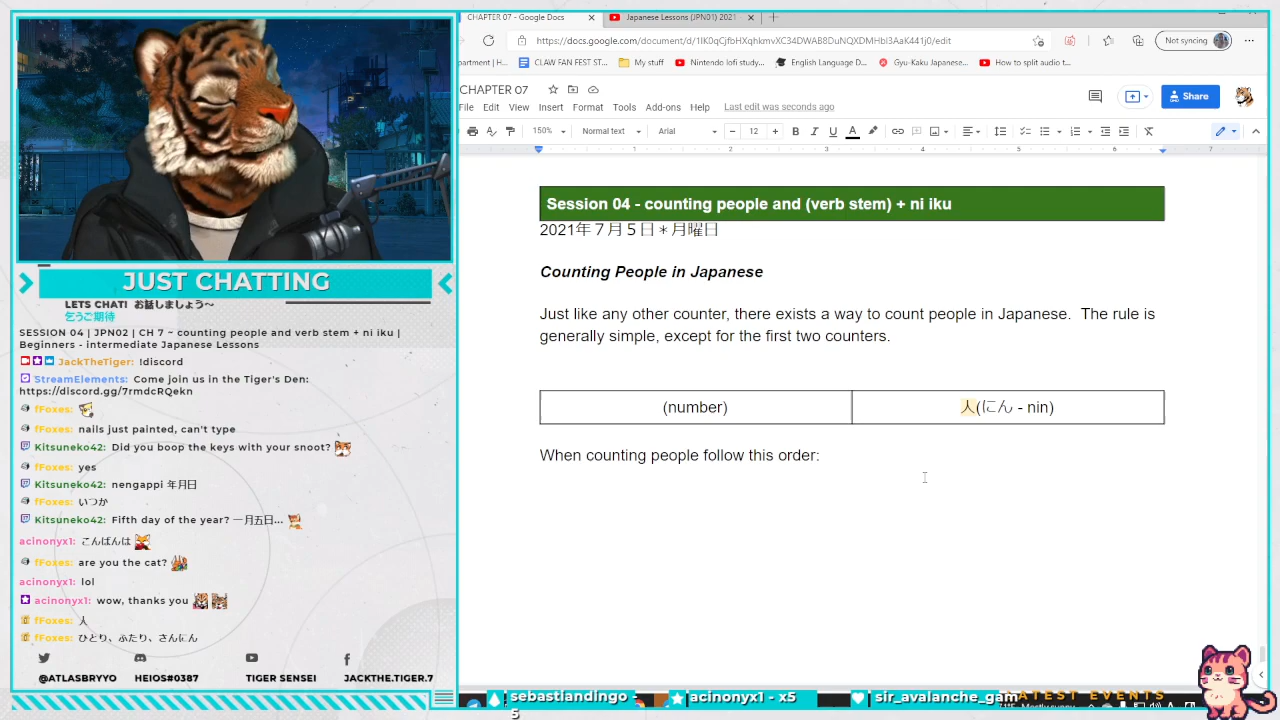 CHAPTER 07 - Google Docs
Japanese Lessons (JPN01) 2021
Not syncing
partment | H...
CLAW FAN FEST ST...
My stuff
Nintendo lofi study...
English Language D...
Gyu-Kaku Japanese...
How to split audio t...
CHAPTER 07
Share
File Edit View Insert Format Tools Add-ons Help Last edit was seconds ago
150% Normal text Arial 12
Session 04 - counting people and (verb stem) + ni iku
2021年７月５日＊月曜日
Counting People in Japanese
Just like any other counter, there exists a way to count people in Japanese. The rule is
generally simple, except for the first two counters.
(number) 人(にん - nin)
When counting people follow this order:
JUST CHATTING
LETS CHAT! お話しましょう〜
乞うご期待
SESSION 04 | JPN02 | CH 7 ~ counting people and verb stem + ni iku |
Beginners - intermediate Japanese Lessons
JackTheTiger: !discord
StreamElements: Come join us in the Tiger's Den:
https://discord.gg/7rmdcRQekn
fFoxes:
fFoxes: nails just painted, can't type
Kitsuneko42: Did you boop the keys with your snoot?
fFoxes: yes
Kitsuneko42: nengappi 年月日
fFoxes: いつか
Kitsuneko42: Fifth day of the year? 一月五日...
acinonyx1: こんばんは
fFoxes: are you the cat?
acinonyx1: lol
acinonyx1: wow, thanks you
fFoxes: 人
fFoxes: ひとり、ふたり、さんにん
@ATLASBRYYO HEIOS#0387 TIGER SENSEI JACKTHE.TIGER.7
sebastiandingo -
5
acinonyx1 - x5
sir_avalanche_gam
LATEST EVENTS